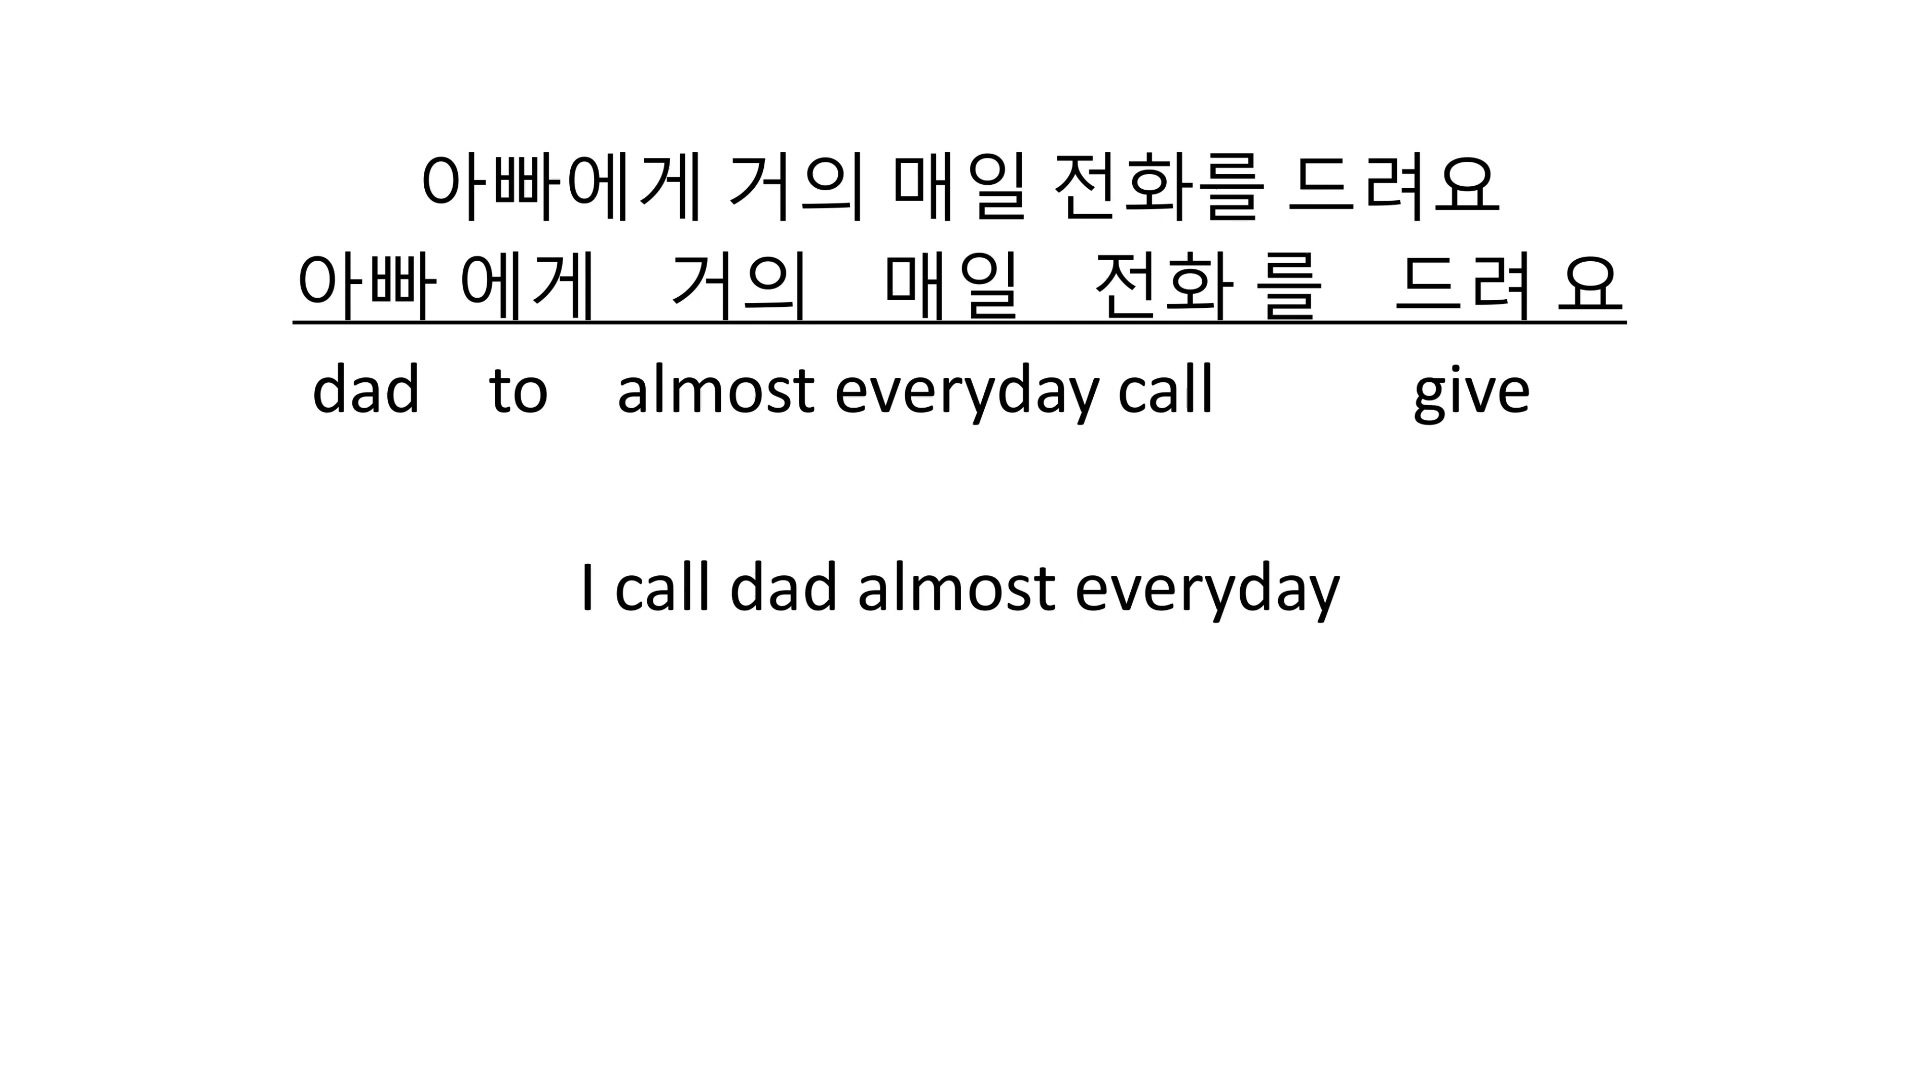 아빠에게 거의 매일 전화를 드려요
아빠 에게 거의 매일 전화 를 드려 요
dad to almost everyday call give
I call dad almost everyday